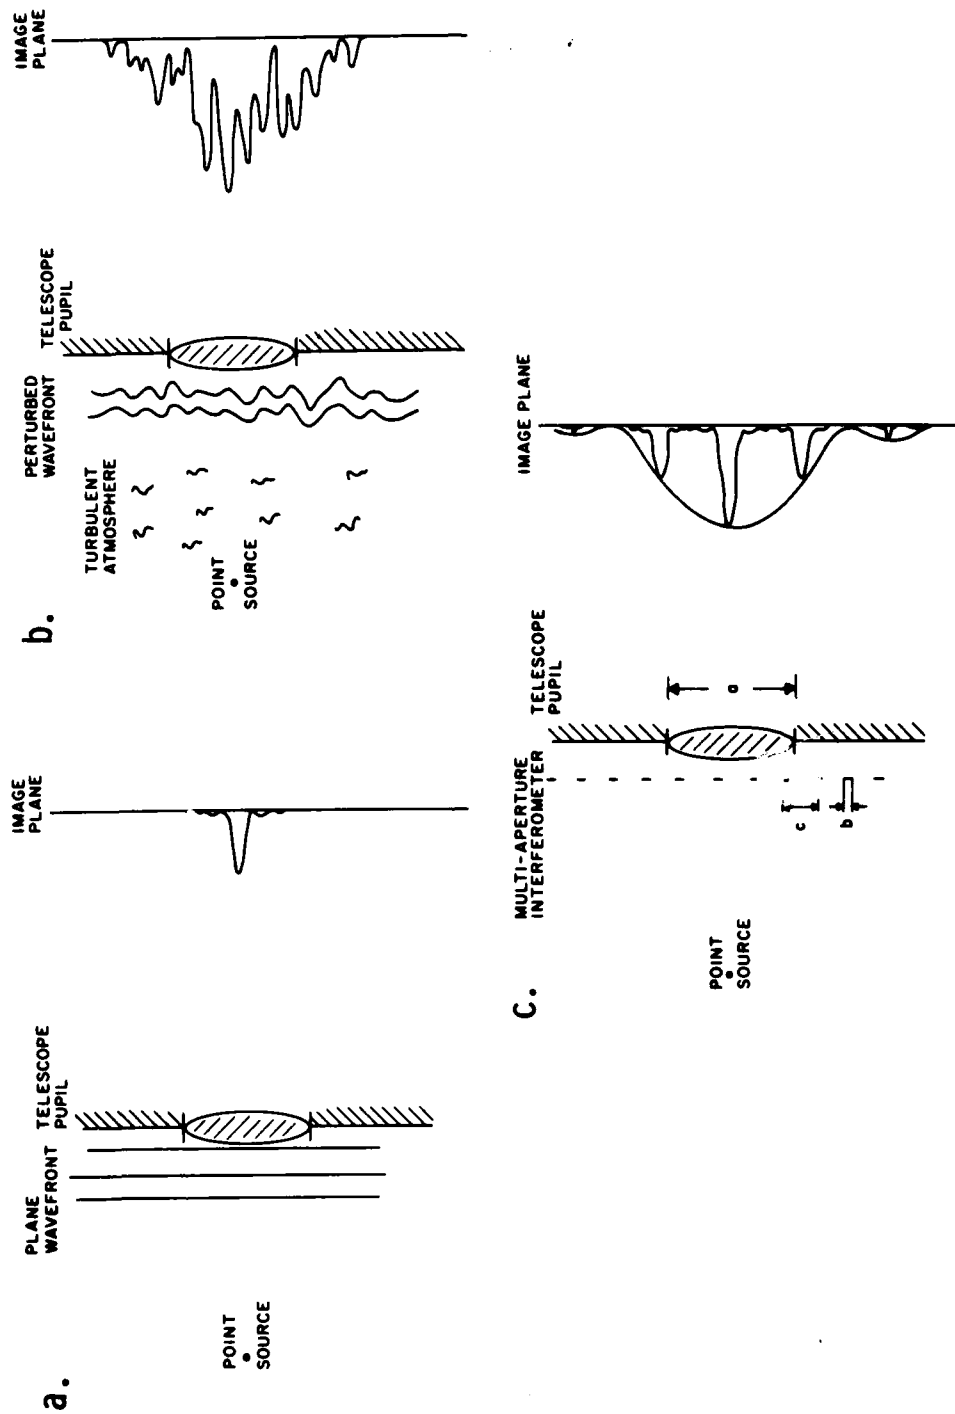 a.
POINT
SOURCE
PLANE
WAVEFRONT
TELESCOPE
PUPIL
IMAGE
PLANE
b.
POINT
SOURCE
TURBULENT
ATMOSPHERE
PERTURBED
WAVEFRONT
TELESCOPE
PUPIL
IMAGE
PLANE
c.
POINT
SOURCE
MULTI-APERTURE
INTERFEROMETER
c
b
TELESCOPE
PUPIL
a
IMAGE PLANE